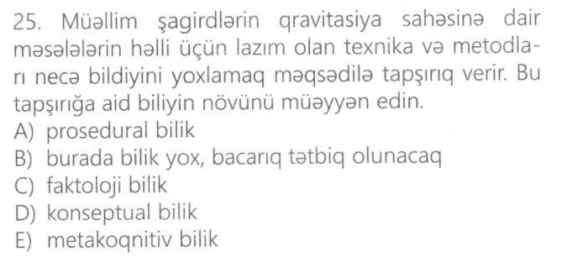 25. Müəllim şagirdlərin qravitasiya sahəsinə dair
məsələlərin həlli üçün lazım olan texnika və metodla-
rı necə bildiyini yoxlamaq məqsədilə tapşırıq verir. Bu
tapşırığa aid biliyin növünü müəyyən edin.
A) prosedural bilik
B) burada bilik yox, bacarıq tətbiq olunacaq
C) faktoloji bilik
D) konseptual bilik
E) metakoqnitiv bilik